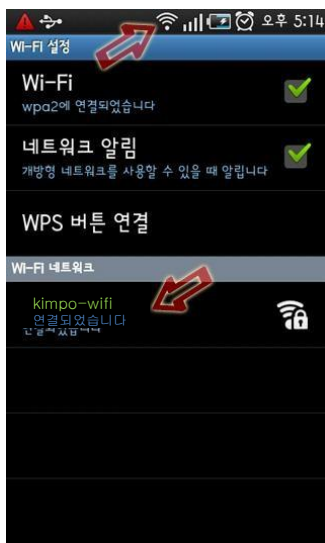 오후 5:14
Wi-Fi 설정
Wi-Fi
wpa2에 연결되었습니다
네트워크 알림
개방형 네트워크를 사용할 수 있을 때 알립니다
WPS 버튼 연결
Wi-Fi 네트워크
kimpo-wifi
연결되었습니다